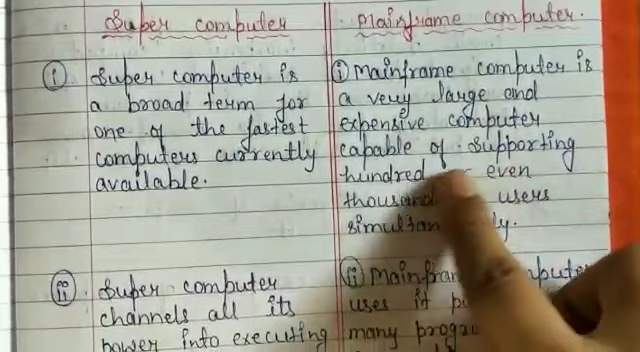 Super computer
(i) Super computer is
a broad term for
one of the fastest
computers currently
available.
(ii) Super computer
channels all its
power into executing
Mainframe computer.
(i) Mainframe computer is
a very large and
expensive computer
capable of supporting
hundred even
thousand users

(ii)
uses it
many